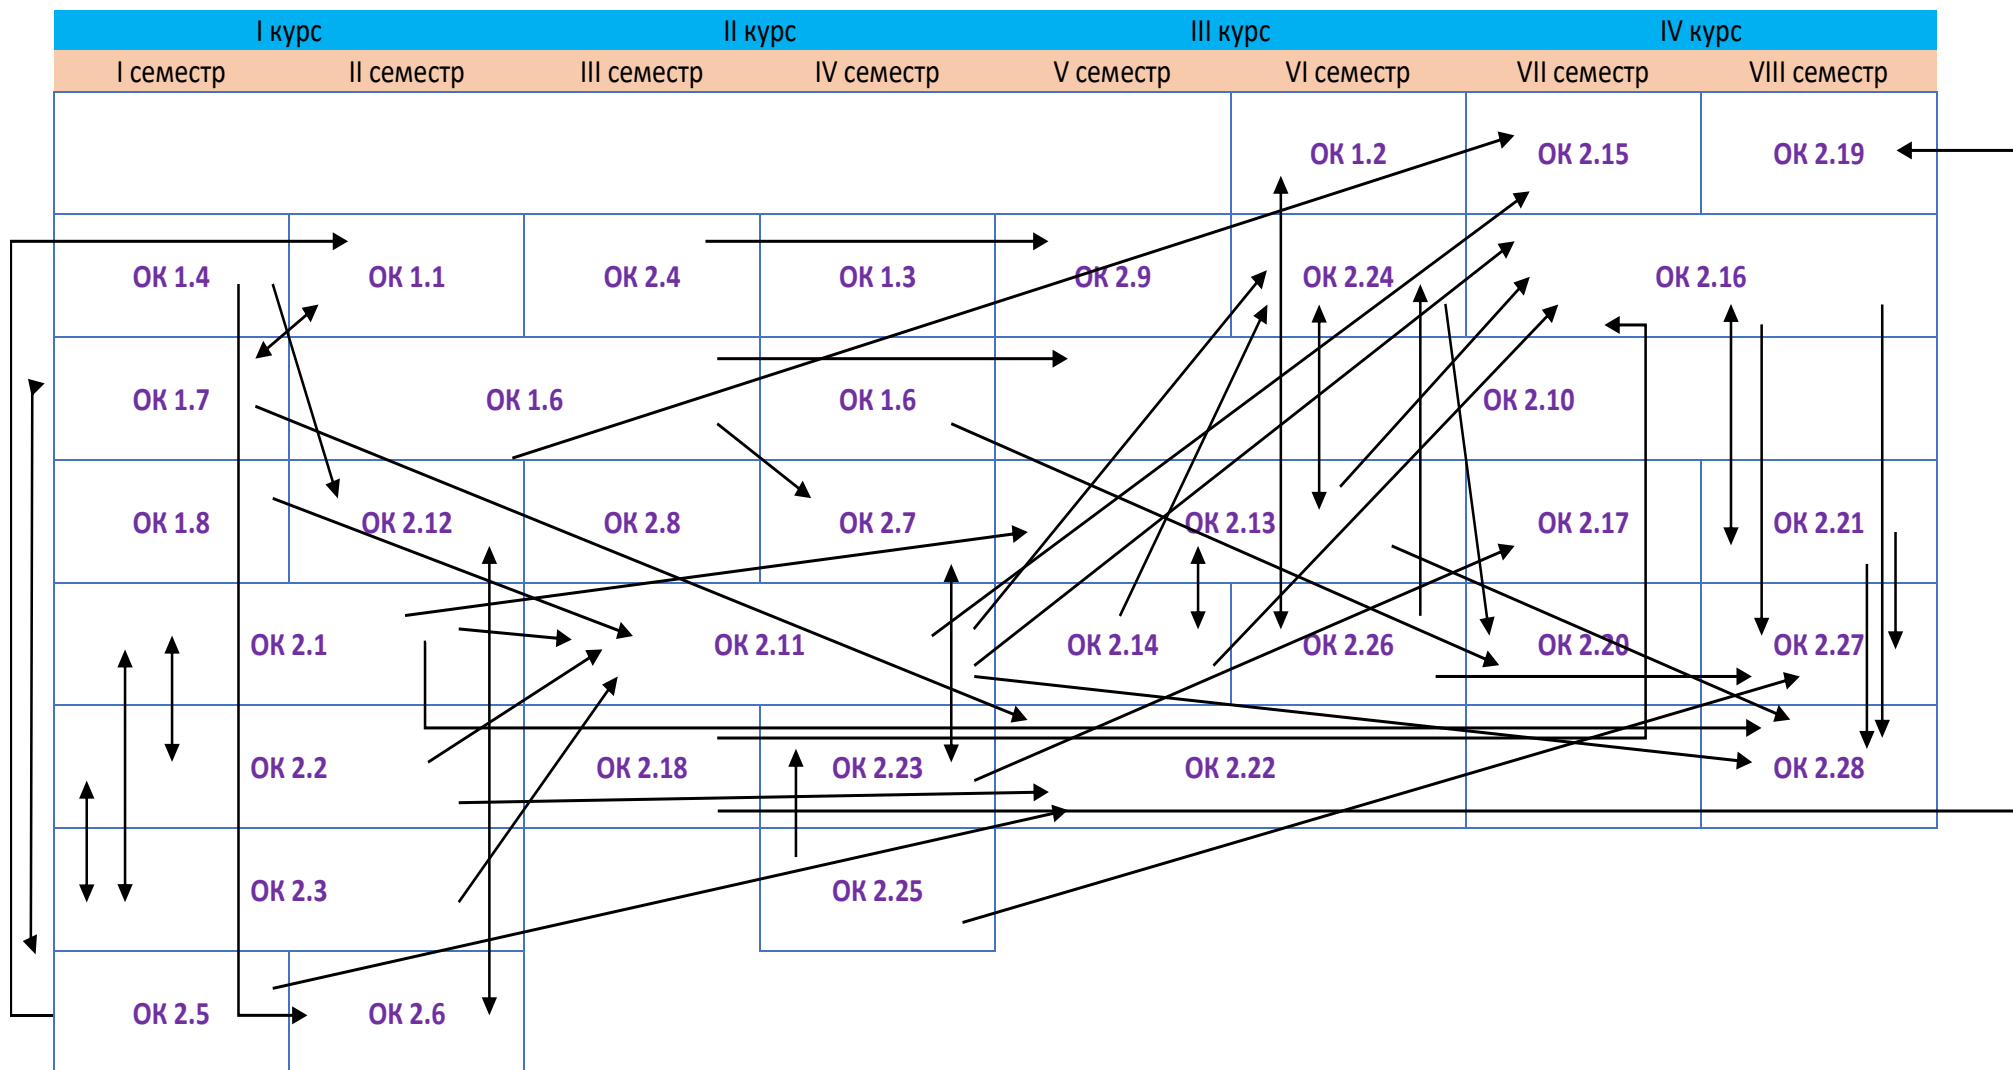 I курс II курс III курс IV курс
I семестр II семестр III семестр IV семестр V семестр VI семестр VII семестр VIII семестр
ОК 1.2 ОК 2.15 ОК 2.19
ОК 1.4 ОК 1.1 ОК 2.4 ОК 1.3 ОК 2.9 ОК 2.24 ОК 2.16
ОК 1.7 ОК 1.6 ОК 1.6 ОК 2.10
ОК 1.8 ОК 2.12 ОК 2.8 ОК 2.7 ОК 2.13 ОК 2.17 ОК 2.21
ОК 2.1 ОК 2.11 ОК 2.14 ОК 2.26 ОК 2.20 ОК 2.27
ОК 2.2 ОК 2.18 ОК 2.23 ОК 2.22 ОК 2.28
ОК 2.3 ОК 2.25
ОК 2.5 ОК 2.6